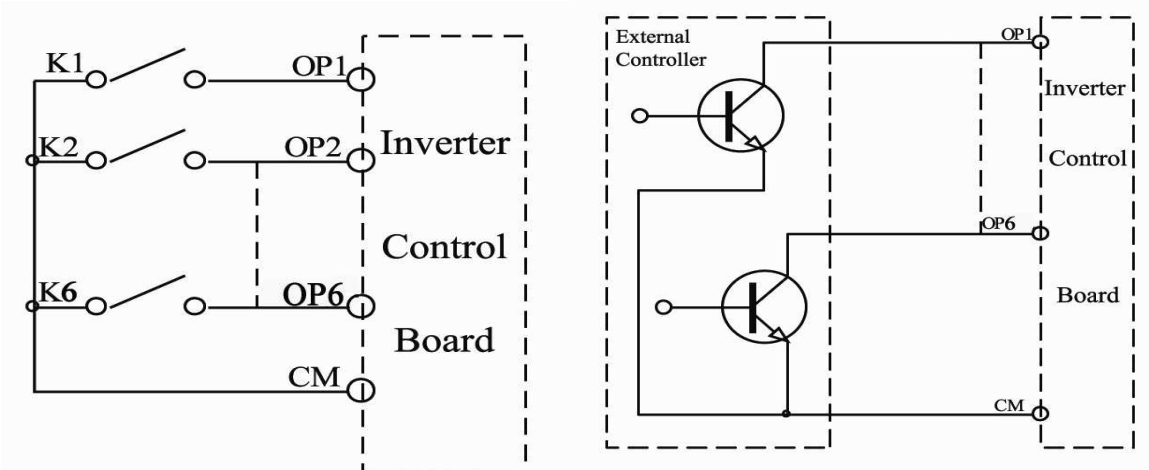 K1
OP1
K2
OP2
Inverter
Control
K6
OP6
Board
CM
External
Controller
OP1
Inverter
Control
OP6
Board
CM